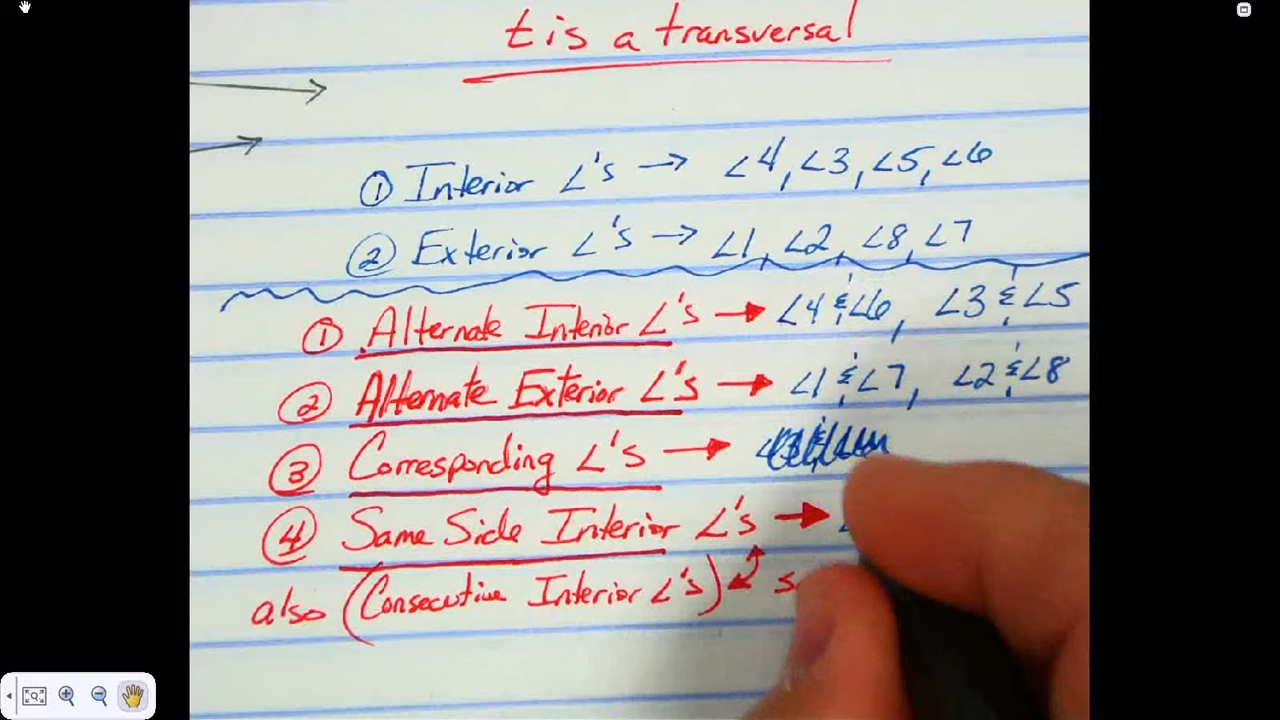 t is a transversal
① Interior ∠'s → ∠4, ∠3, ∠5, ∠6
② Exterior ∠'s → ∠1, ∠2, ∠8, ∠7
① Alternate Interior ∠'s → ∠4 & ∠6, ∠3 & ∠5
② Alternate Exterior ∠'s → ∠1 & ∠7, ∠2 & ∠8
③ Corresponding ∠'s →
④ Same Side Interior ∠'s →
also (Consecutive Interior ∠'s)